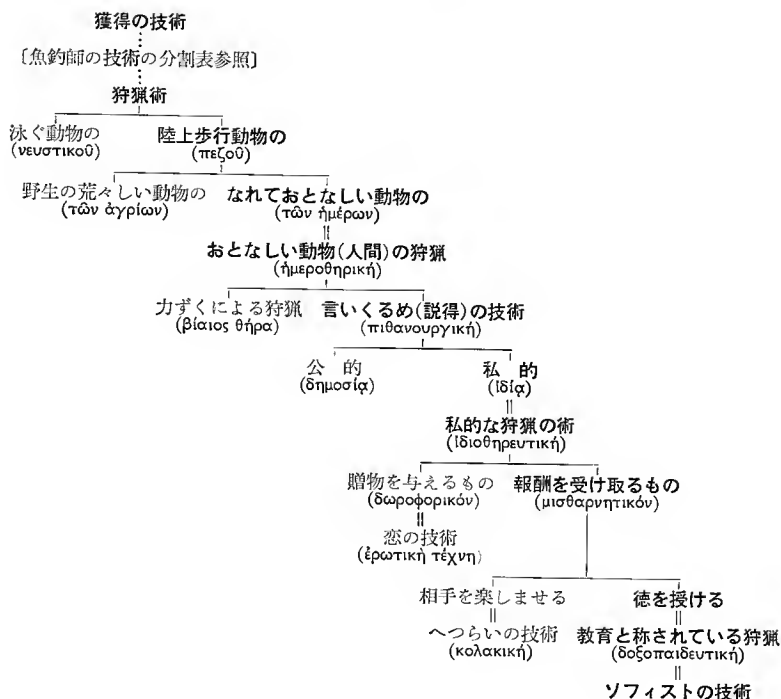 獲得の技術
〔魚釣師の技術の分割表参照〕
狩猟術
泳ぐ動物の 陸上歩行動物の
(νευστικοῦ) (πεζοῦ)
野生の荒々しい動物の なれておとなしい動物の
(τῶν ἀγρίων) (τῶν ἡμέρων)
おとなしい動物(人間)の狩猟
(ἡμεροθηρική)
力ずくによる狩猟 言いくるめ(説得)の技術
(βίαιος θήρα) (πιθανουργική)
公的 私的
(δημοσίᾳ) (ἰδίᾳ)
私的な狩猟の術
(ἰδιοθηρευτική)
贈物を与えるもの 報酬を受け取るもの
(δωροφορικόν) (μισθαρνητικόν)
恋の技術
(ἐρωτικὴ τέχνη)
相手を楽しませる 徳を授ける
へつらいの技術 教育と称されている狩猟
(κολακική) (δοξοπαιδευτική)
ソフィストの技術